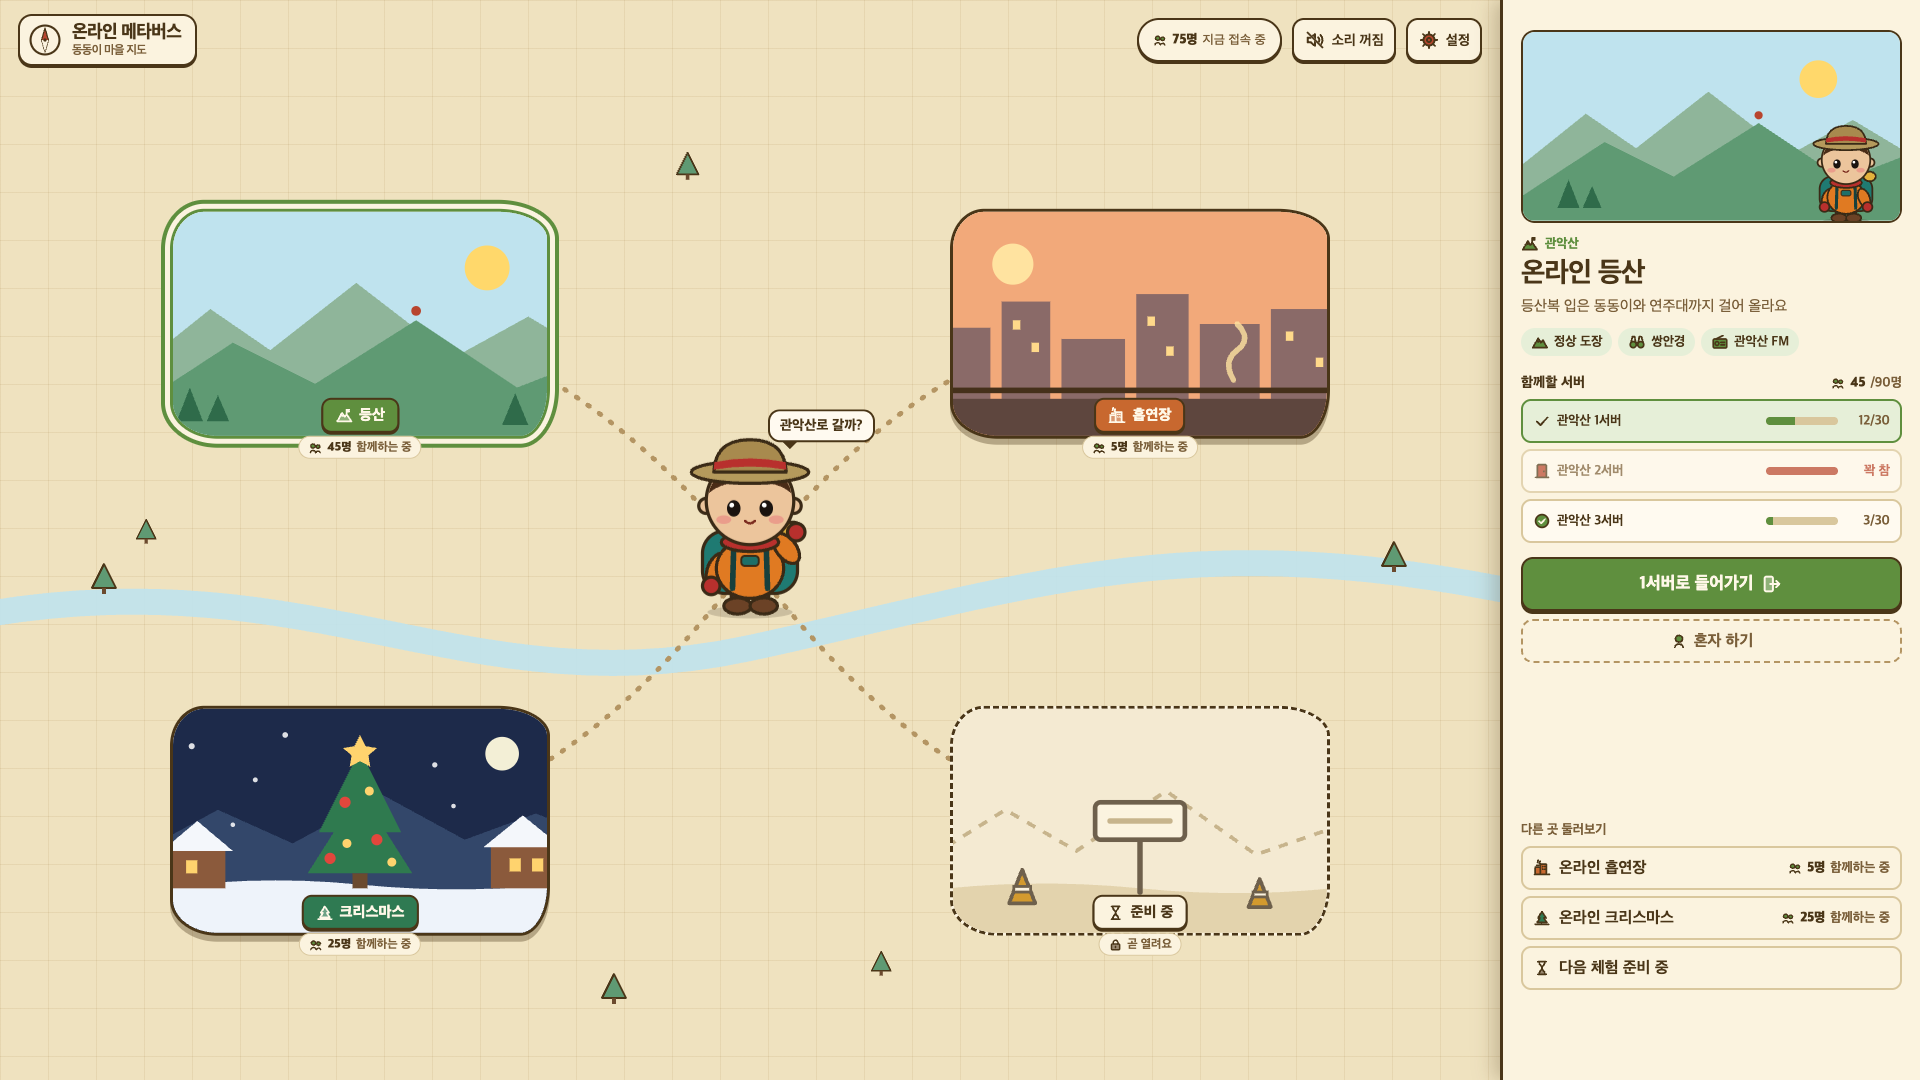 온라인 메타버스
동동이 마을 지도
75명 지금 접속 중
소리 꺼짐
설정
등산
45명 함께하는 중
흡연장
5명 함께하는 중
관악산로 갈까?
크리스마스
25명 함께하는 중
준비 중
곧 열려요
관악산
온라인 등산
등산복 입은 동동이와 연주대까지 걸어 올라요
정상 도장
쌍안경
관악산 FM
함께할 서버
45 /90명
관악산 1서버
12/30
관악산 2서버
꽉 참
관악산 3서버
3/30
1서버로 들어가기
혼자 하기
다른 곳 둘러보기
온라인 흡연장
5명 함께하는 중
온라인 크리스마스
25명 함께하는 중
다음 체험 준비 중